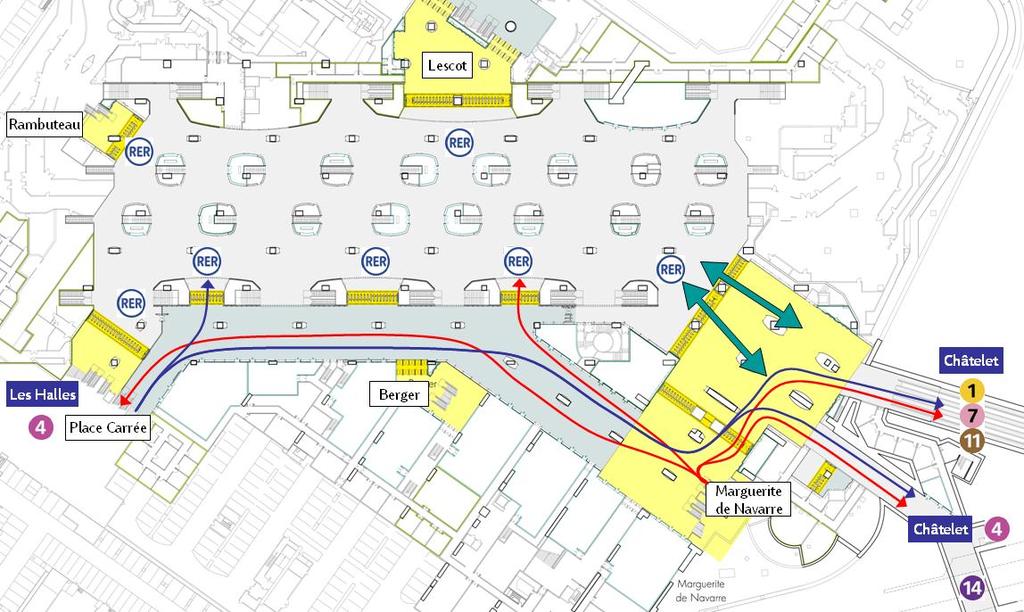 Lescot
Rambuteau
RER
RER
RER
RER
RER
RER
RER
Châtelet
1
7
11
Les Halles
4
Place Carrée
Berger
Marguerite
de Navarre
Châtelet
4
14
Marguerite
de Navarre